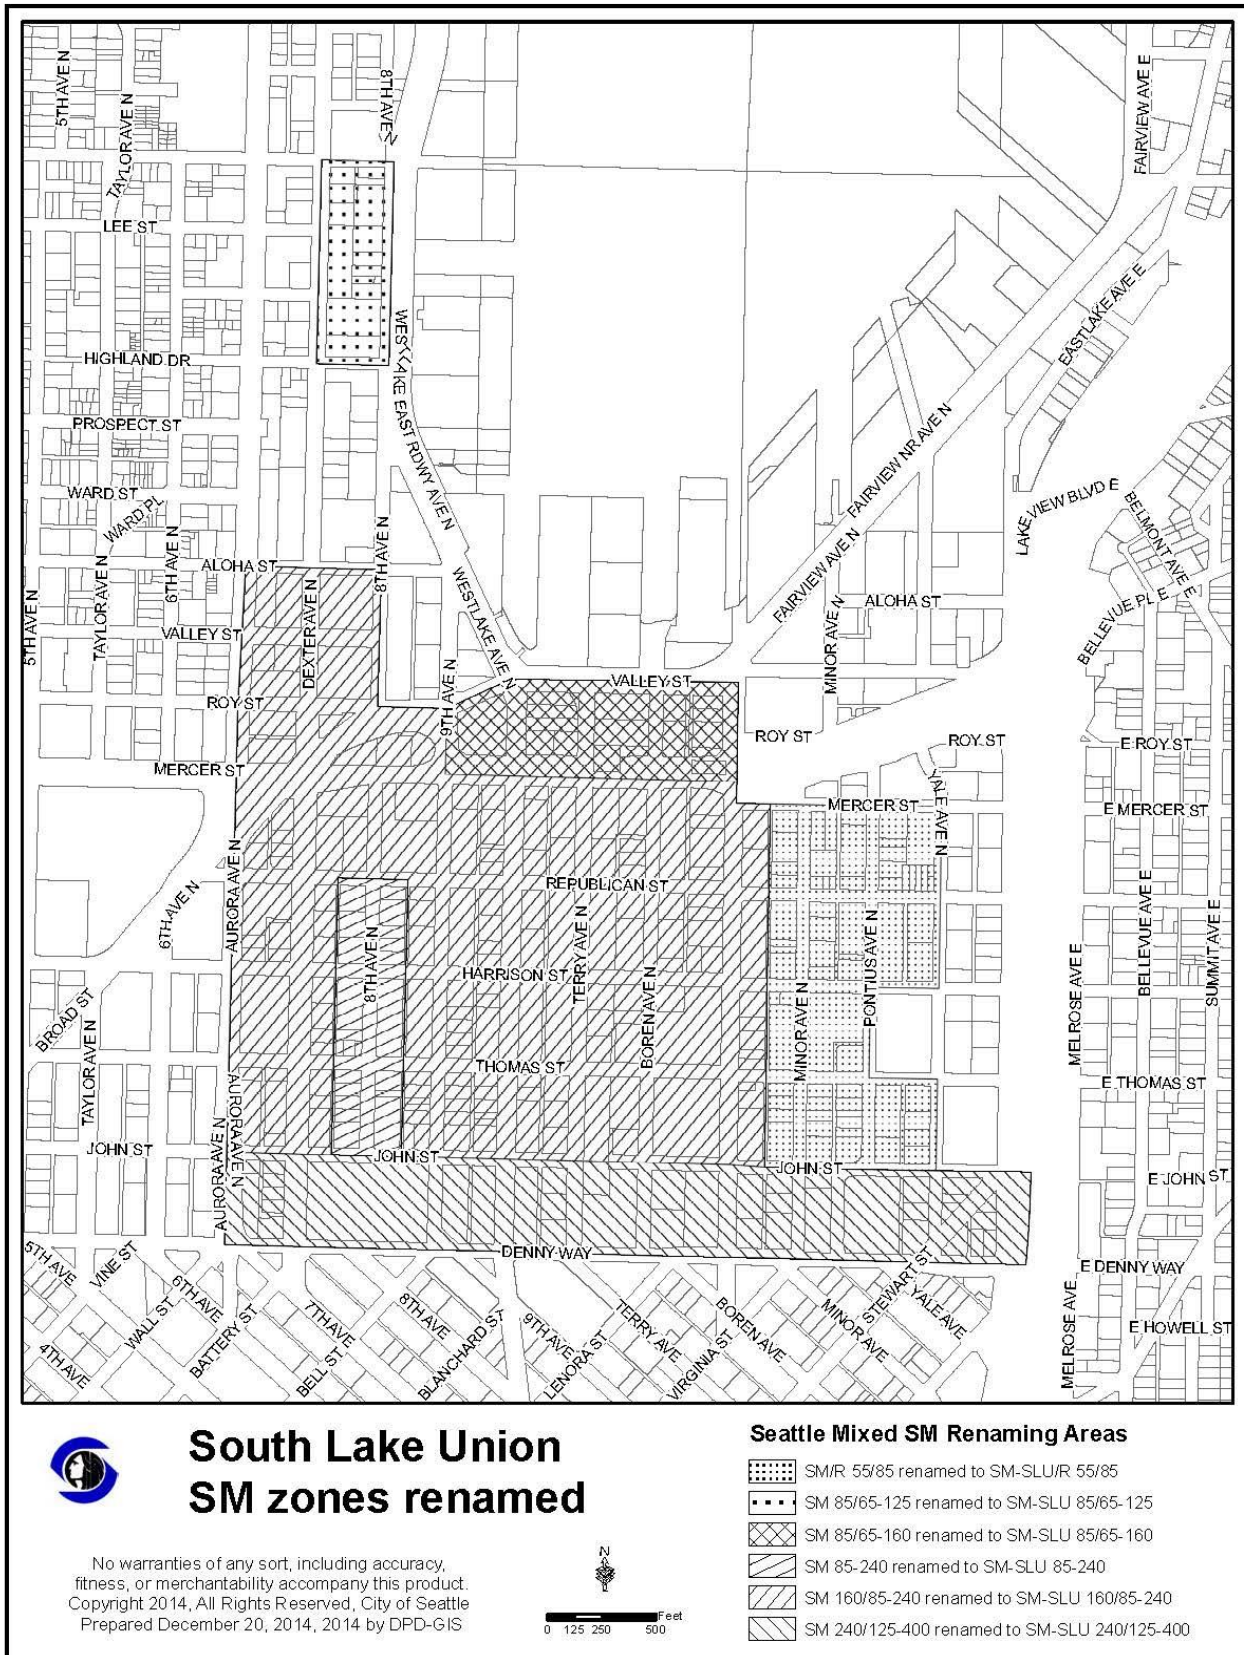 5TH AVE N
TAYLOR AVE N
8TH AVE N
FAIRVIEW AVE E
LEE ST
EASTLAKE AVE E
HIGHLAND DR
WESTLAKE EAST RDWY AVE N
PROSPECT ST
FAIRVIEW NR AVE N
WARD ST
WARD PL
LAKEVIEW BLVD E
BELMONT AVE E
6TH AVE N
8TH AVE N
ALOHA ST
5TH AVE N
TAYLOR AVE N
DEXTER AVE N
WESTLAKE AVE N
FAIRVIEW AVE N
MINOR AVE N
ALOHA ST
BELLEVUE PL E
VALLEY ST
VALLEY ST
ROY ST
9TH AVE N
ROY ST
ROY ST
E ROY ST
MERCER ST
MERCER ST
YALE AVE N
E MERCER ST
AURORA AVE N
6TH AVE N
REPUBLICAN ST
8TH AVE N
TERRY AVE N
HARRISON ST
BOREN AVE N
MINOR AVE N
PONTIUS AVE N
MELROSE AVE E
BELLEVUE AVE E
SUMMIT AVE E
BROAD ST
TAYLOR AVE N
THOMAS ST
E THOMAS ST
AURORA AVE N
AURORA AVE N
JOHN ST
JOHN ST
JOHN ST
E JOHN ST
DENNY WAY
E DENNY WAY
5TH AVE
VINE ST
6TH AVE
WALL ST
4TH AVE
BATTERY ST
7TH AVE
BELL ST
8TH AVE
BLANCHARD ST
9TH AVE
LENORA ST
TERRY AVE
VIRGINIA ST
BOREN AVE
MINOR AVE
STEWART ST
YALE AVE
MELROSE AVE
E HOWELL ST
South Lake Union
SM zones renamed
No warranties of any sort, including accuracy,
fitness, or merchantability accompany this product.
Copyright 2014, All Rights Reserved, City of Seattle
Prepared December 20, 2014, 2014 by DPD-GIS
N
Feet
0 125 250 500
Seattle Mixed SM Renaming Areas
SM/R 55/85 renamed to SM-SLU/R 55/85
SM 85/65-125 renamed to SM-SLU 85/65-125
SM 85/65-160 renamed to SM-SLU 85/65-160
SM 85-240 renamed to SM-SLU 85-240
SM 160/85-240 renamed to SM-SLU 160/85-240
SM 240/125-400 renamed to SM-SLU 240/125-400